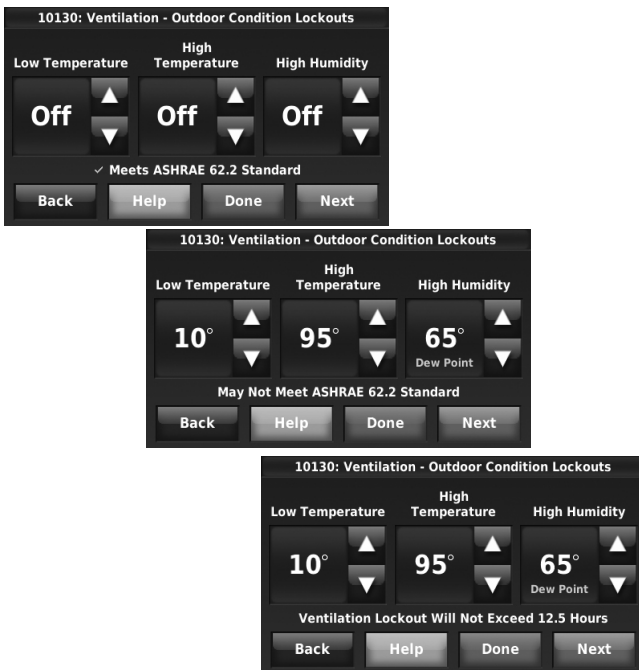 10130: Ventilation - Outdoor Condition Lockouts
Low Temperature
High
Temperature
High Humidity
Off
Off
Off
✓ Meets ASHRAE 62.2 Standard
Back
Help
Done
Next
10130: Ventilation - Outdoor Condition Lockouts
Low Temperature
High
Temperature
High Humidity
10°
95°
65°
Dew Point
May Not Meet ASHRAE 62.2 Standard
Back
Help
Done
Next
10130: Ventilation - Outdoor Condition Lockouts
Low Temperature
High
Temperature
High Humidity
10°
95°
65°
Dew Point
Ventilation Lockout Will Not Exceed 12.5 Hours
Back
Help
Done
Next